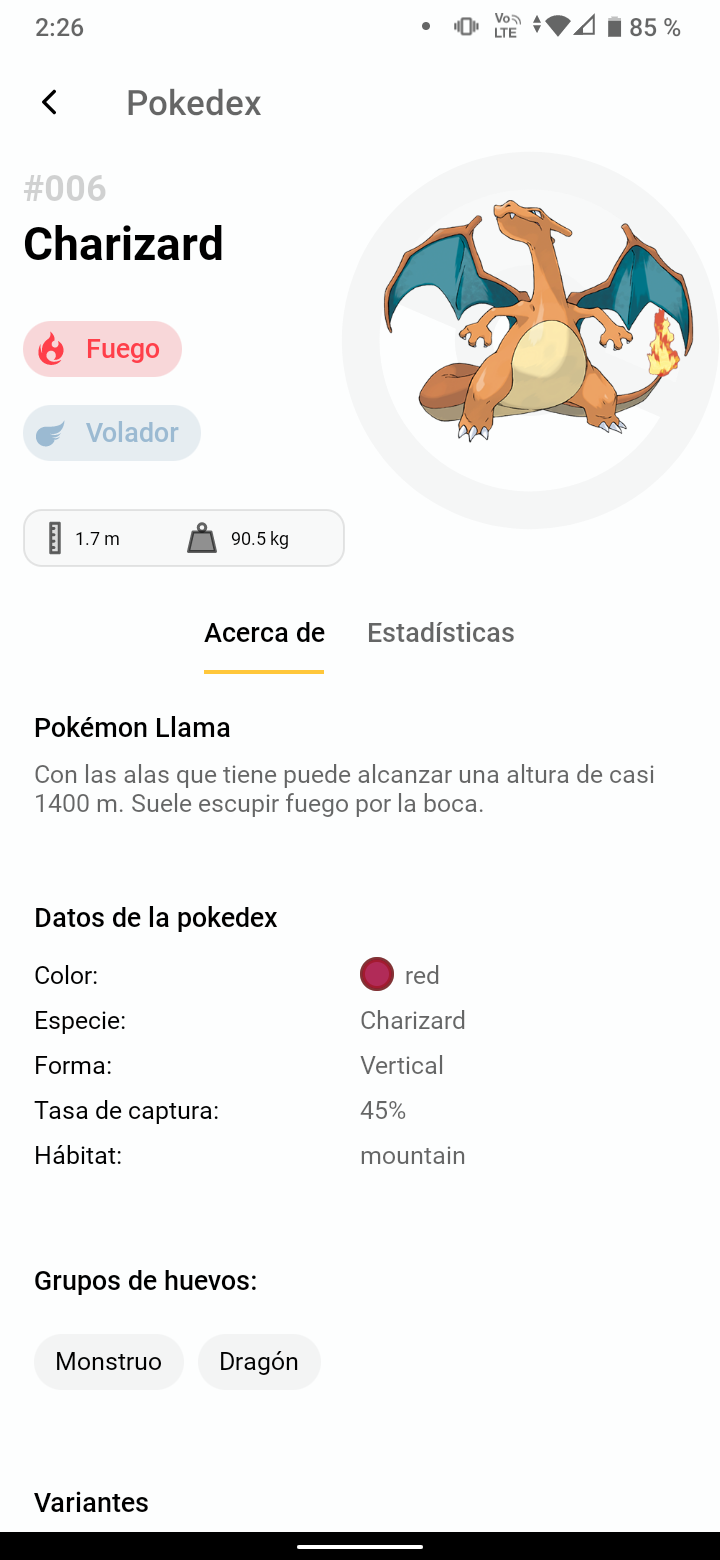 2:26
Vo
LTE
85 %
Pokedex
#006
Charizard
Fuego
Volador
1.7 m 90.5 kg
Acerca de Estadísticas
Pokémon Llama
Con las alas que tiene puede alcanzar una altura de casi
1400 m. Suele escupir fuego por la boca.
Datos de la pokedex
Color: red
Especie: Charizard
Forma: Vertical
Tasa de captura: 45%
Hábitat: mountain
Grupos de huevos:
Monstruo Dragón
Variantes